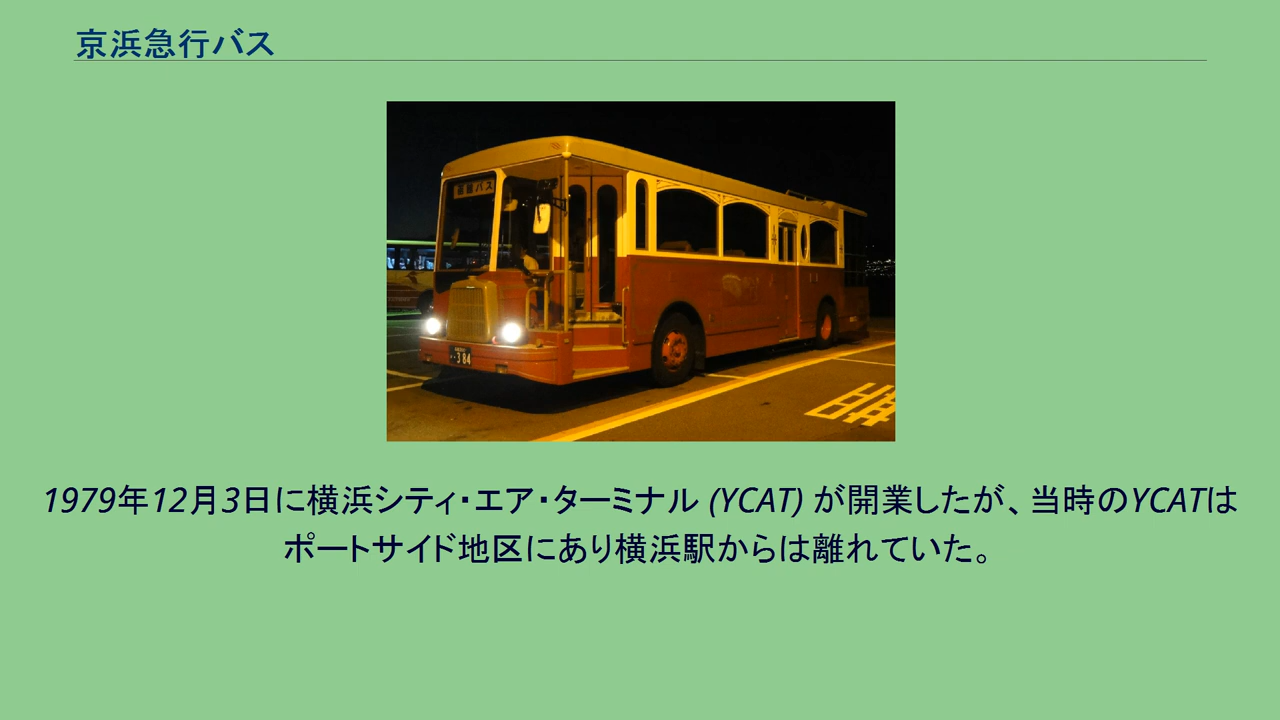 京浜急行バス
バス
・384
1979年12月3日に横浜シティ・エア・ターミナル (YCAT) が開業したが、当時のYCATは
ポートサイド地区にあり横浜駅からは離れていた。